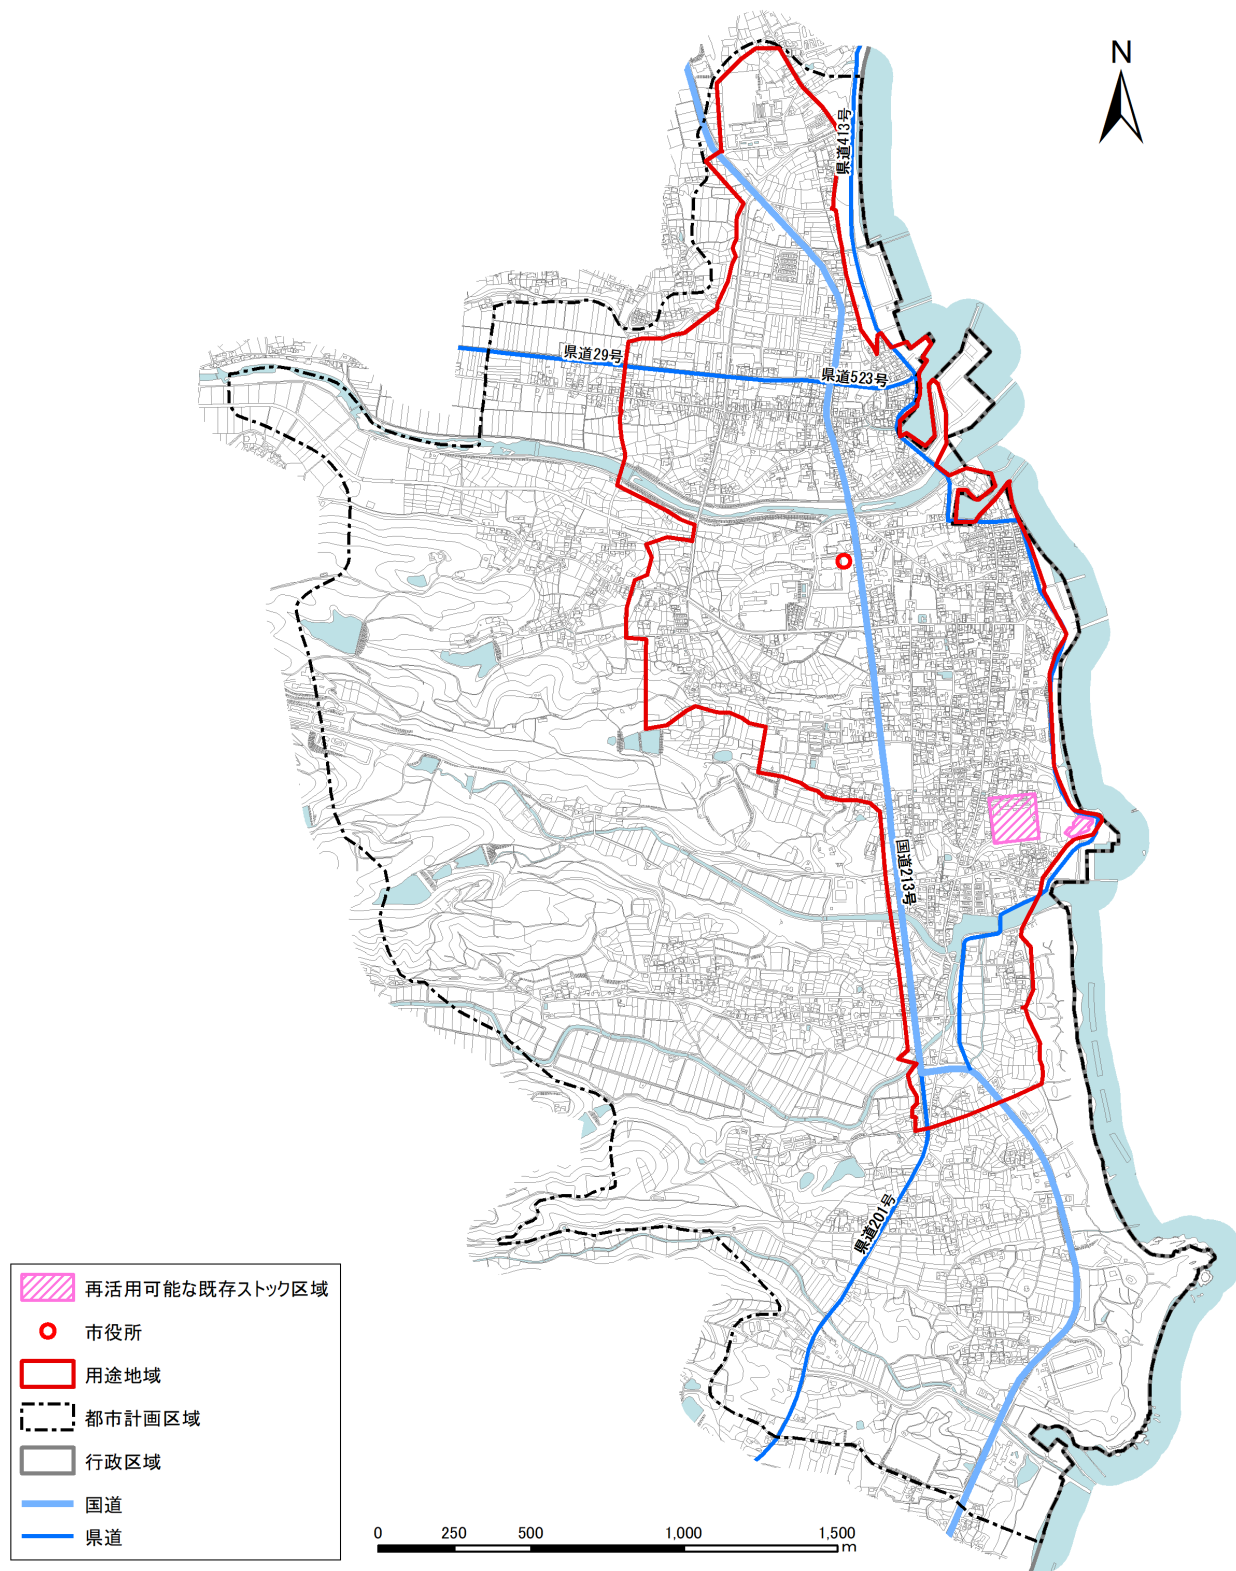 N
県道413号
県道29号
県道523号
国道213号
県道201号
再活用可能な既存ストック区域
市役所
用途地域
都市計画区域
行政区域
国道
県道
0 250 500 1,000 1,500
m